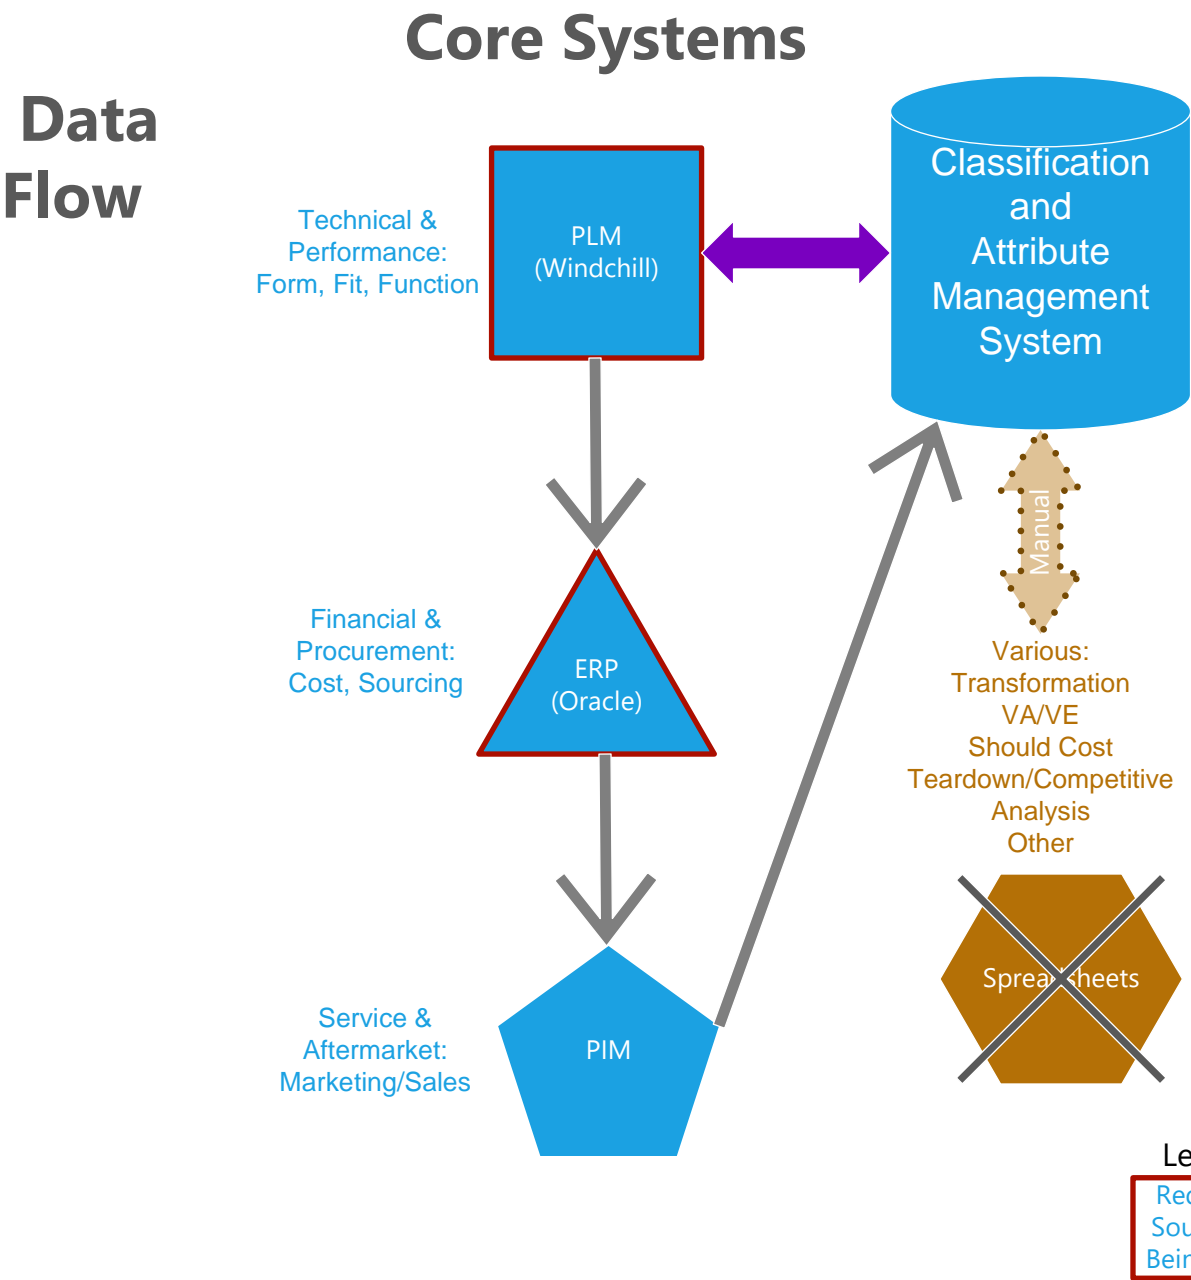 Core Systems
Data
Flow
Technical &
Performance:
Form, Fit, Function
PLM
(Windchill)
Classification
and
Attribute
Management
System
Manual
Financial &
Procurement:
Cost, Sourcing
ERP
(Oracle)
Various:
Transformation
VA/VE
Should Cost
Teardown/Competitive
Analysis
Other
Spreadsheets
Service &
Aftermarket:
Marketing/Sales
PIM